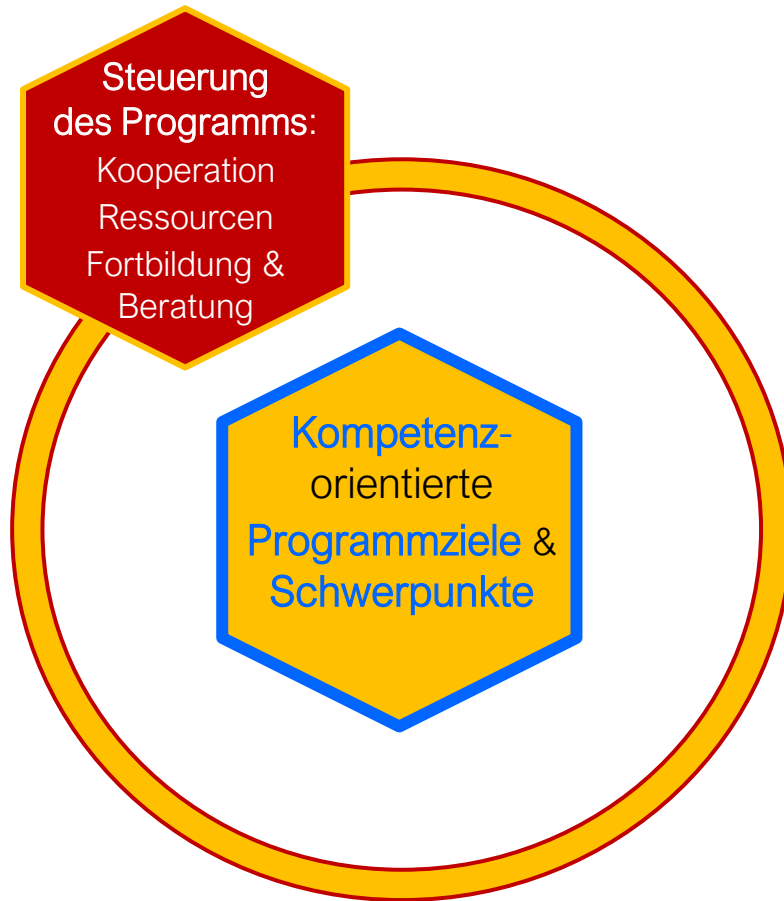 Steuerung
des Programms:
Kooperation
Ressourcen
Fortbildung &
Beratung
Kompetenz-
orientierte
Programmziele &
Schwerpunkte